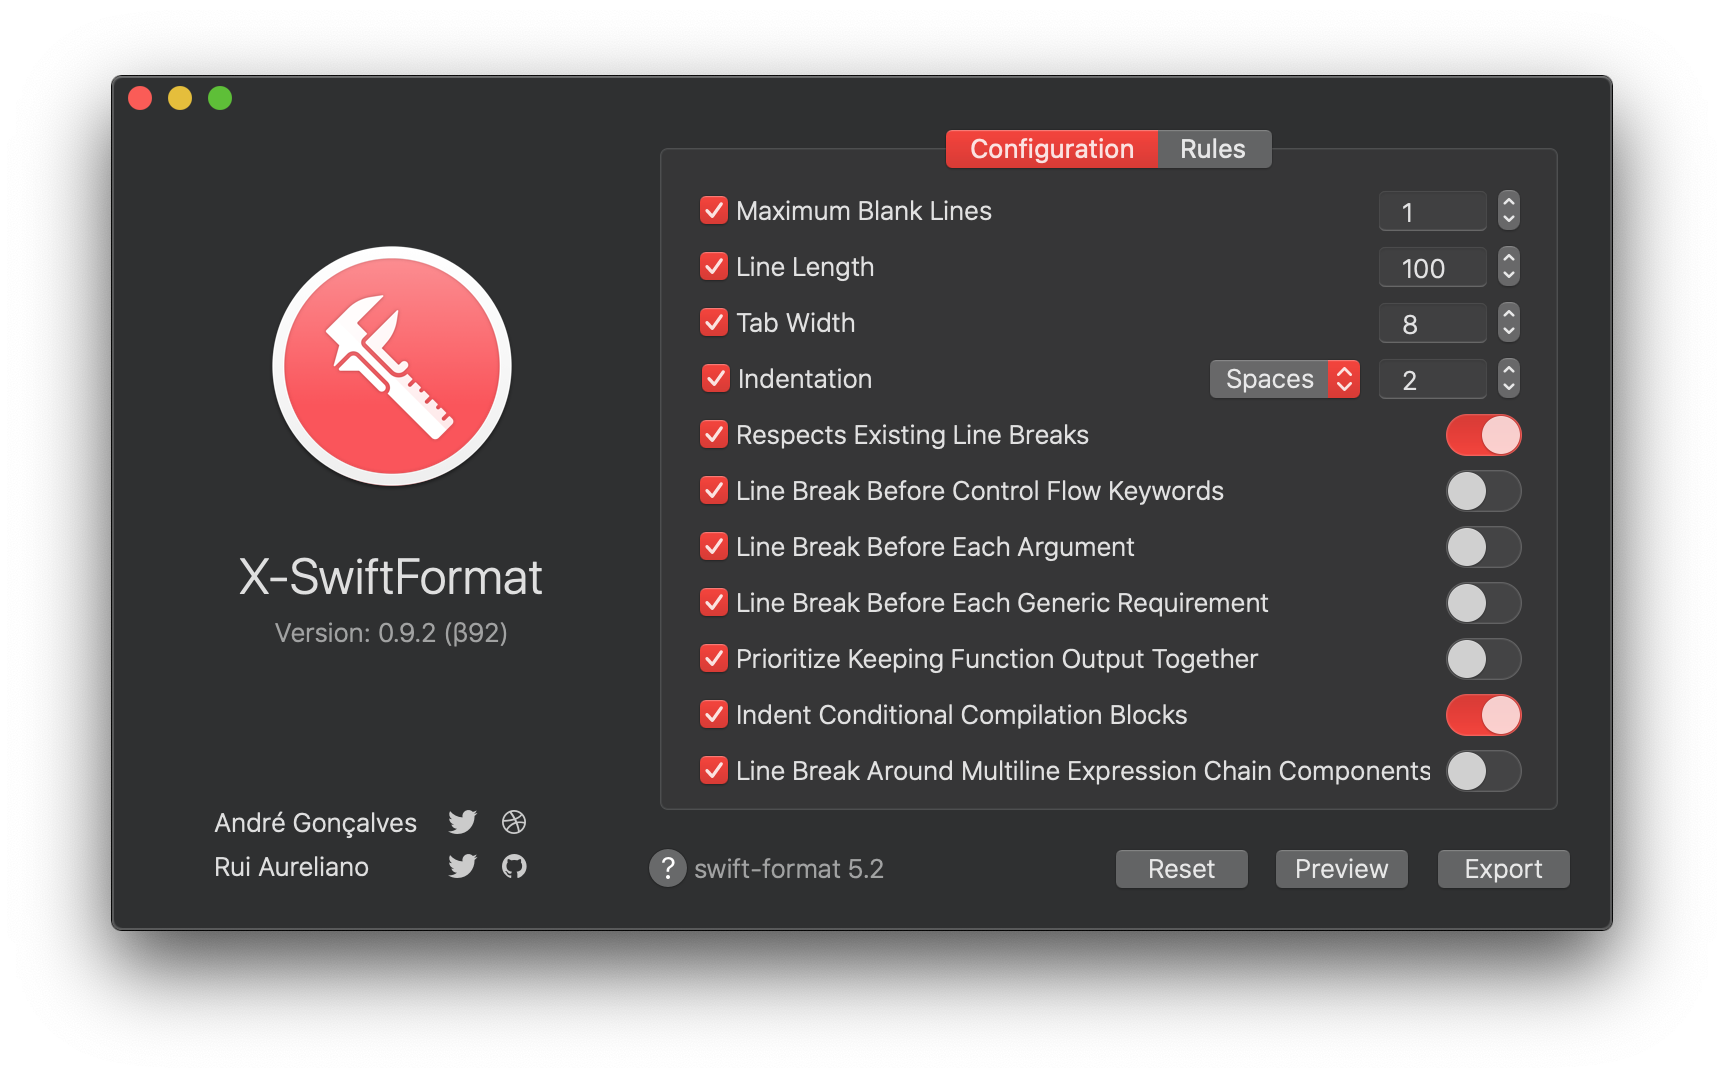 Configuration Rules
Maximum Blank Lines 1
Line Length 100
Tab Width 8
Indentation Spaces 2
Respects Existing Line Breaks
Line Break Before Control Flow Keywords
Line Break Before Each Argument
Line Break Before Each Generic Requirement
Prioritize Keeping Function Output Together
Indent Conditional Compilation Blocks
Line Break Around Multiline Expression Chain Components
X-SwiftFormat
Version: 0.9.2 (β92)
André Gonçalves
Rui Aureliano
? swift-format 5.2
Reset Preview Export